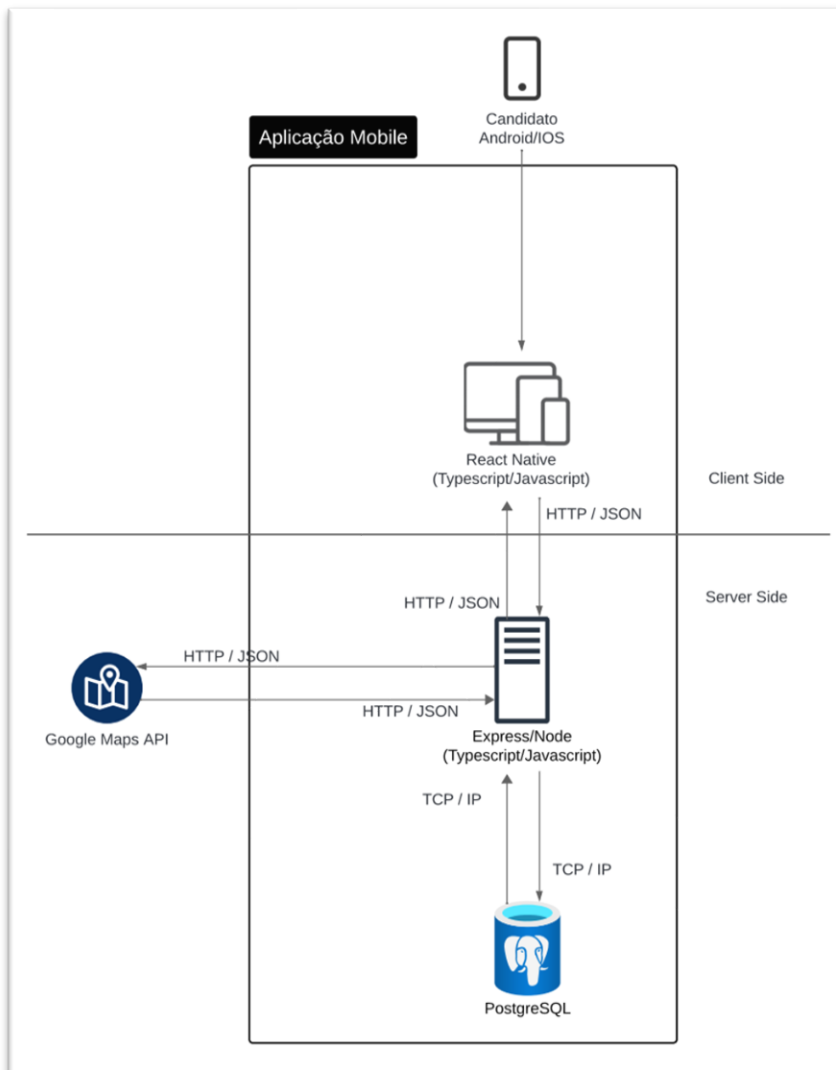 Candidato
Android/IOS
Aplicação Mobile
React Native
(Typescript/Javascript)
Client Side
HTTP / JSON
Server Side
HTTP / JSON
HTTP / JSON
HTTP / JSON
Google Maps API
Express/Node
(Typescript/Javascript)
TCP / IP
TCP / IP
PostgreSQL